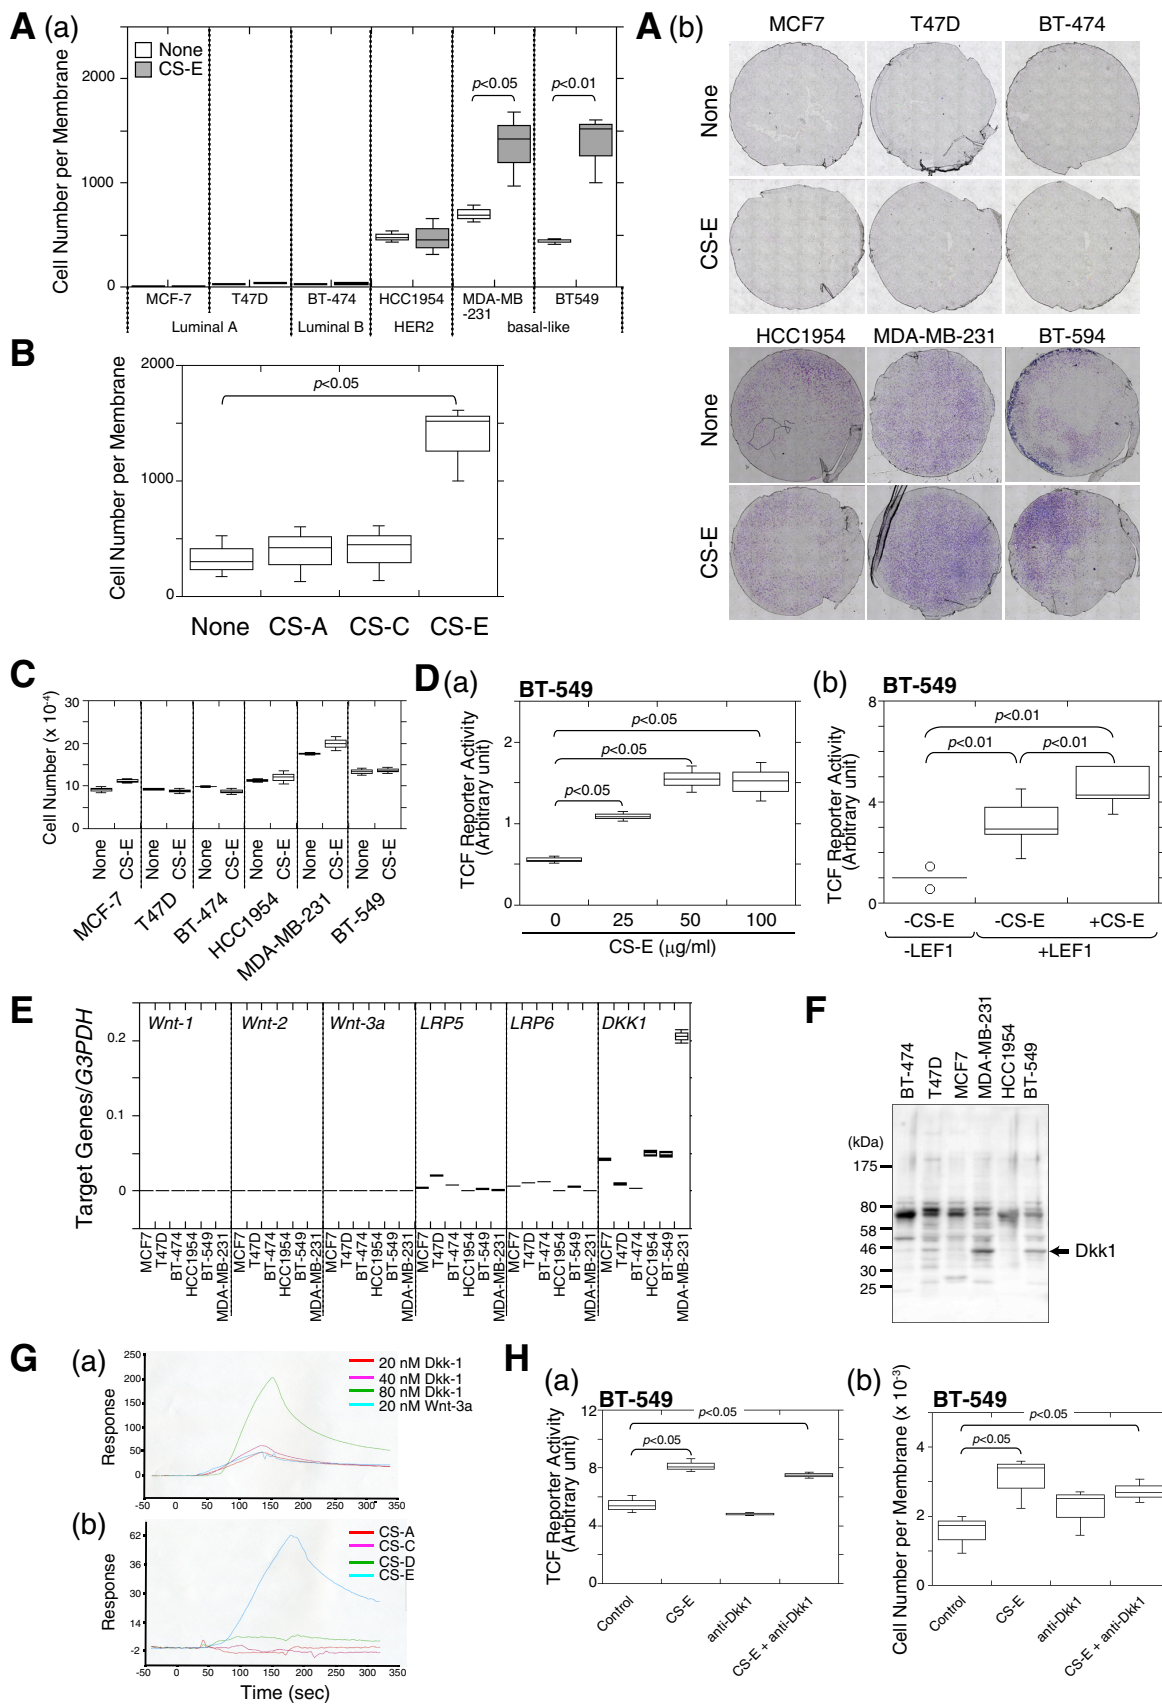 A (a)
Cell Number per Membrane
2000
1000
0
None
CS-E
p<0.05
p<0.01
MCF-7
T47D
BT-474
HCC1954
MDA-MB
-231
BT549
Luminal A
Luminal B
HER2
basal-like
A (b)
MCF7
T47D
BT-474
None
CS-E
HCC1954
MDA-MB-231
BT-594
None
CS-E
B
Cell Number per Membrane
2000
1000
0
p<0.05
None
CS-A
CS-C
CS-E
C
Cell Number (x 10-4)
30
20
10
0
None
CS-E
None
CS-E
None
CS-E
None
CS-E
None
CS-E
None
CS-E
MCF-7
T47D
BT-474
HCC1954
MDA-MB-231
BT-549
D (a)
BT-549
TCF Reporter Activity
(Arbitrary unit)
2
1
0
p<0.05
p<0.05
p<0.05
0
25
50
100
CS-E (μg/ml)
(b)
BT-549
TCF Reporter Activity
(Arbitrary unit)
8
4
0
p<0.01
p<0.01
p<0.01
-CS-E
-CS-E
+CS-E
-LEF1
+LEF1
E
Target Genes/G3PDH
0.2
0.1
0
Wnt-1
Wnt-2
Wnt-3a
LRP5
LRP6
DKK1
MCF7
T47D
BT-474
HCC1954
BT-549
MDA-MB-231
MCF7
T47D
BT-474
HCC1954
BT-549
MDA-MB-231
MCF7
T47D
BT-474
HCC1954
BT-549
MDA-MB-231
MCF7
T47D
BT-474
HCC1954
BT-549
MDA-MB-231
MCF7
T47D
BT-474
HCC1954
BT-549
MDA-MB-231
MCF7
T47D
BT-474
HCC1954
BT-549
MDA-MB-231
F
BT-474
T47D
MCF7
MDA-MB-231
HCC1954
BT-549
(kDa)
175
80
58
46
30
25
Dkk1
G (a)
Response
250
200
150
100
50
0
20 nM Dkk-1
40 nM Dkk-1
80 nM Dkk-1
20 nM Wnt-3a
-50 0 50 100 150 200 250 300 350
(b)
Response
62
46
30
14
-2
CS-A
CS-C
CS-D
CS-E
-50 0 50 100 150 200 250 300 350
Time (sec)
H
(a)
BT-549
TCF Reporter Activity
(Arbitrary unit)
12
8
4
0
p<0.05
p<0.05
Control
CS-E
anti-Dkk1
CS-E + anti-Dkk1
(b)
BT-549
Cell Number per Membrane (x 10-3)
4
2
0
p<0.05
p<0.05
Control
CS-E
anti-Dkk1
CS-E + anti-Dkk1